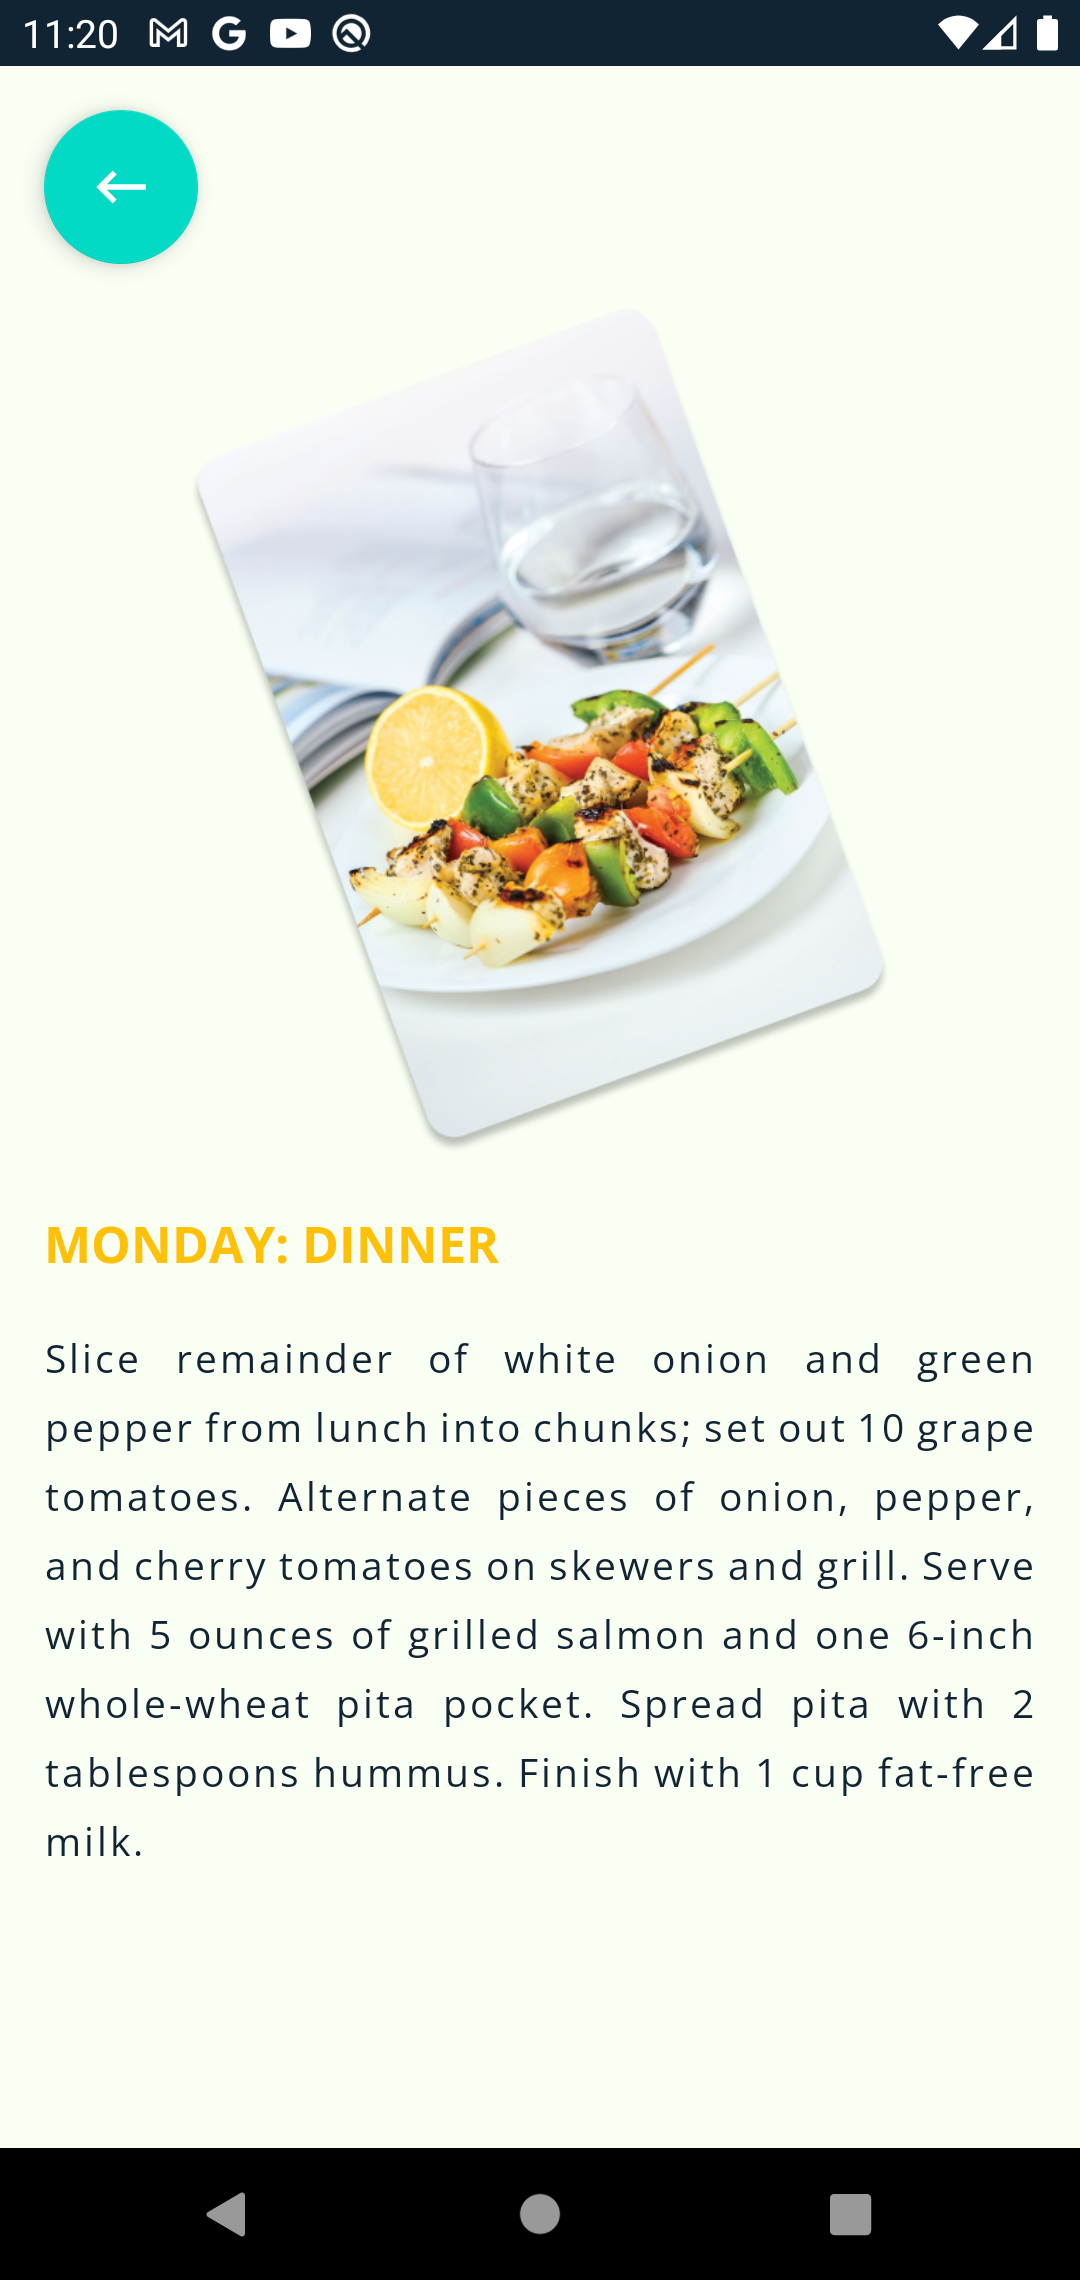 11:20
MONDAY: DINNER
Slice remainder of white onion and green
pepper from lunch into chunks; set out 10 grape
tomatoes. Alternate pieces of onion, pepper,
and cherry tomatoes on skewers and grill. Serve
with 5 ounces of grilled salmon and one 6-inch
whole-wheat pita pocket. Spread pita with 2
tablespoons hummus. Finish with 1 cup fat-free
milk.